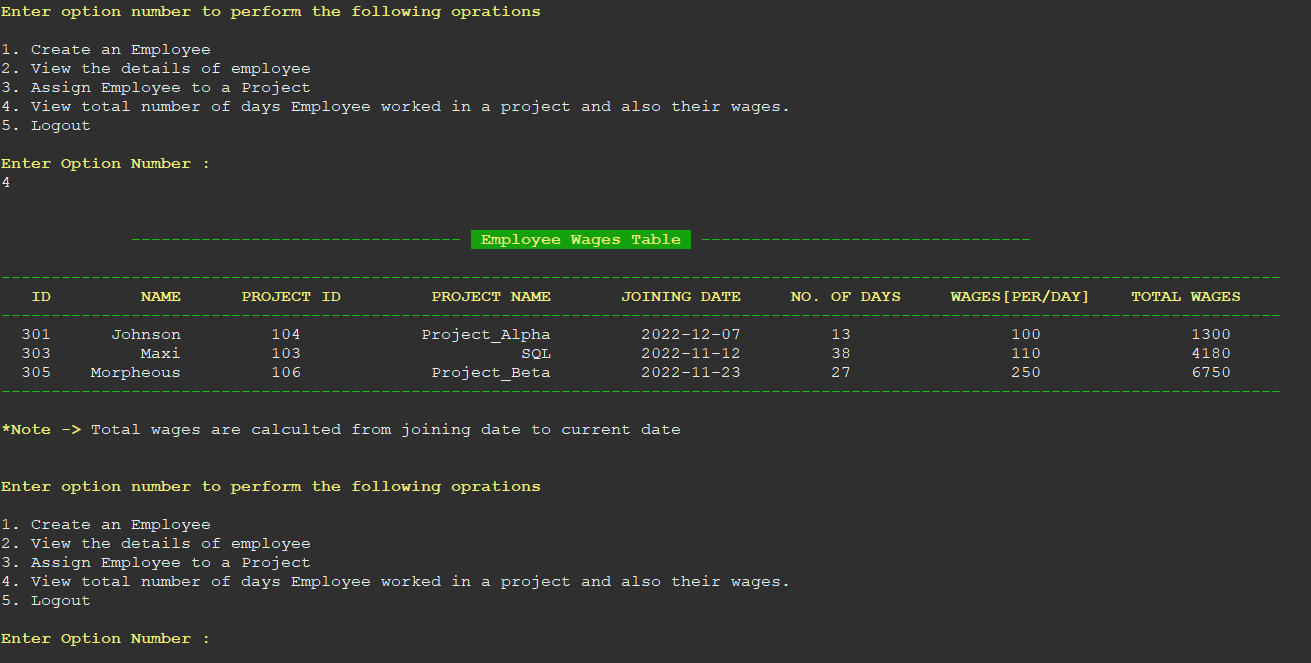 Enter option number to perform the following oprations
1. Create an Employee
2. View the details of employee
3. Assign Employee to a Project
4. View total number of days Employee worked in a project and also their wages.
5. Logout
Enter Option Number :
4
--------------------------------- Employee Wages Table ---------------------------------
ID NAME PROJECT ID PROJECT NAME JOINING DATE NO. OF DAYS WAGES[PER/DAY] TOTAL WAGES
301 Johnson 104 Project_Alpha 2022-12-07 13 100 1300
303 Maxi 103 SQL 2022-11-12 38 110 4180
305 Morpheous 106 Project_Beta 2022-11-23 27 250 6750
*Note -> Total wages are calculted from joining date to current date
Enter option number to perform the following oprations
1. Create an Employee
2. View the details of employee
3. Assign Employee to a Project
4. View total number of days Employee worked in a project and also their wages.
5. Logout
Enter Option Number :